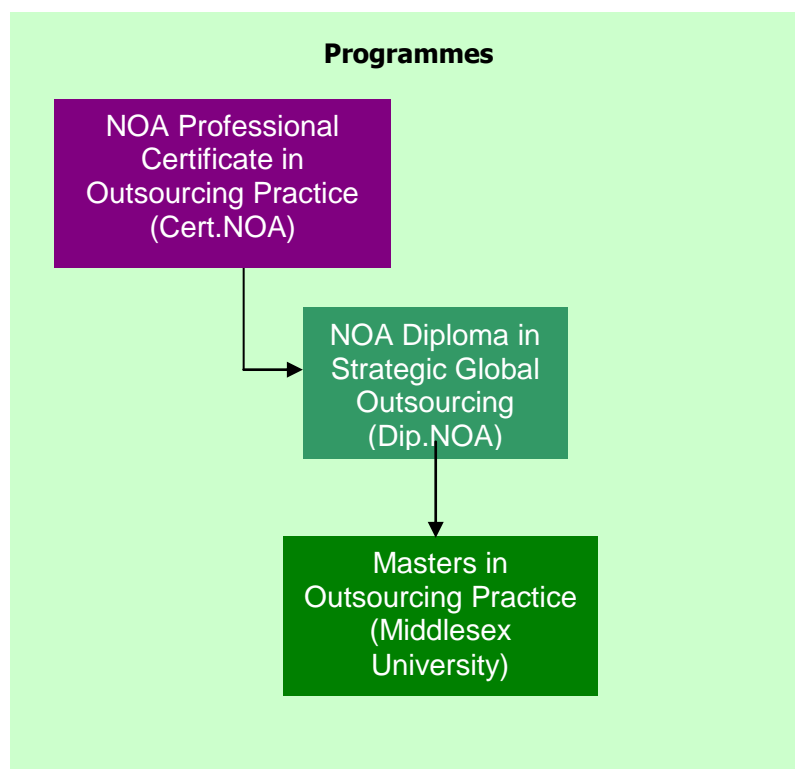 Programmes
NOA Professional
Certificate in
Outsourcing Practice
(Cert.NOA)
NOA Diploma in
Strategic Global
Outsourcing
(Dip.NOA)
Masters in
Outsourcing Practice
(Middlesex
University)